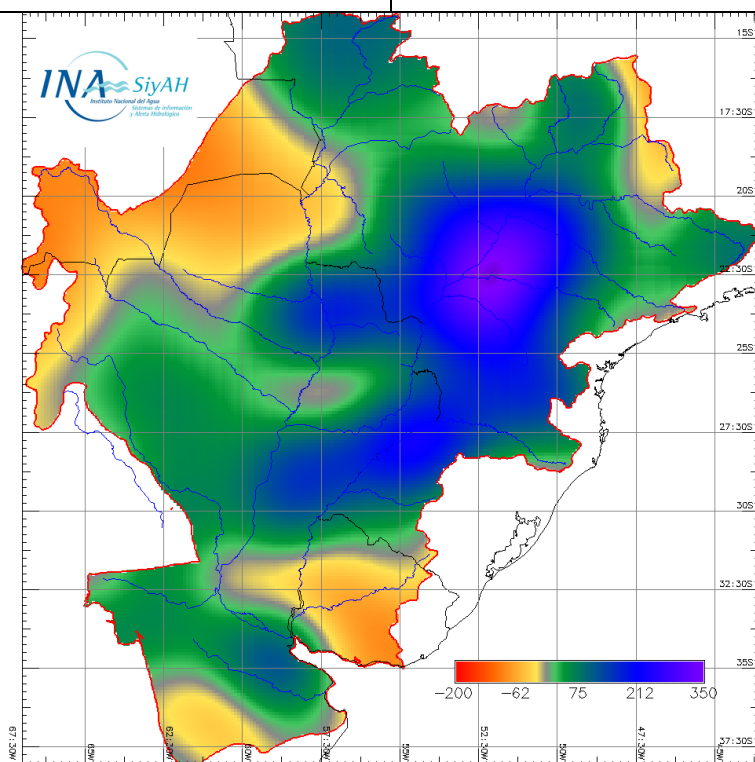 INA SiyAH
Instituto Nacional del Agua
Sistemas de Información
y Alerta Hidrológico
15S
17:30S
20S
22:30S
25S
27:30S
30S
32:30S
35S
37:30S
−200 −62 75 212 350
67:30W
65W
62:30W
60W
57:30W
55W
52:30W
50W
47:30W
45W